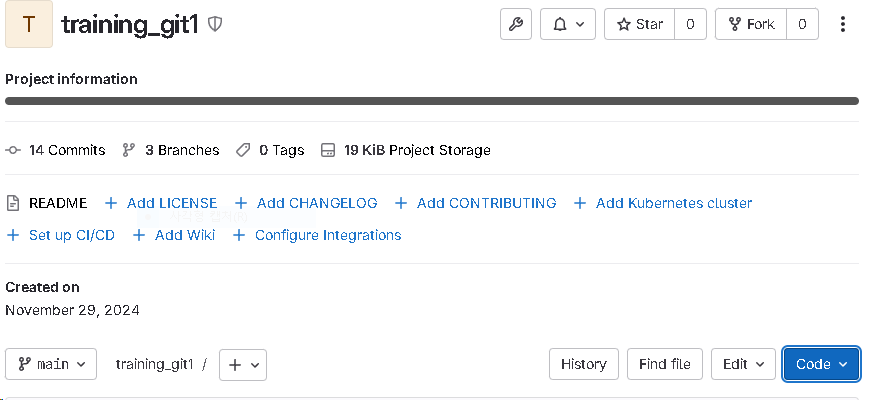 T training_git1
Star 0 Fork 0
Project information
14 Commits 3 Branches 0 Tags 19 KiB Project Storage
README + Add LICENSE + Add CHANGELOG + Add CONTRIBUTING + Add Kubernetes cluster
+ Set up CI/CD + Add Wiki + Configure Integrations
Created on
November 29, 2024
main training_git1 / + History Find file Edit Code